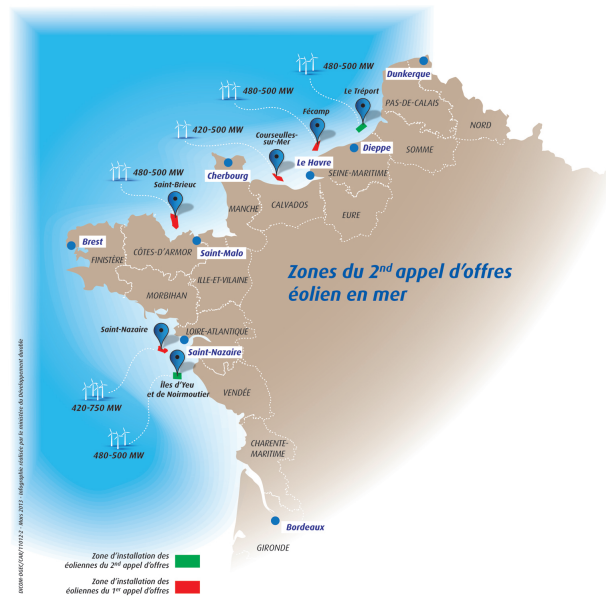 480-500 MW
Dunkerque
480-500 MW
Le Tréport
PAS-DE-CALAIS
Fécamp
NORD
420-500 MW
Courseulles-
sur-Mer
Dieppe
SOMME
Le Havre
480-500 MW
Cherbourg
SEINE-MARITIME
Saint-Brieuc
MANCHE
CALVADOS
EURE
Brest
CÔTES-D'ARMOR
Saint-Malo
FINISTÈRE
ILLE-ET-VILAINE
Zones du 2nd appel d'offres
éolien en mer
MORBIHAN
Saint-Nazaire
LOIRE-ATLANTIQUE
Saint-Nazaire
Îles d'Yeu
et de Noirmoutier
VENDÉE
420-750 MW
CHARENTE-
MARITIME
480-500 MW
Bordeaux
GIRONDE
Zone d'installation des
éoliennes du 2nd appel d'offres
Zone d'installation des
éoliennes du 1er appel d'offres